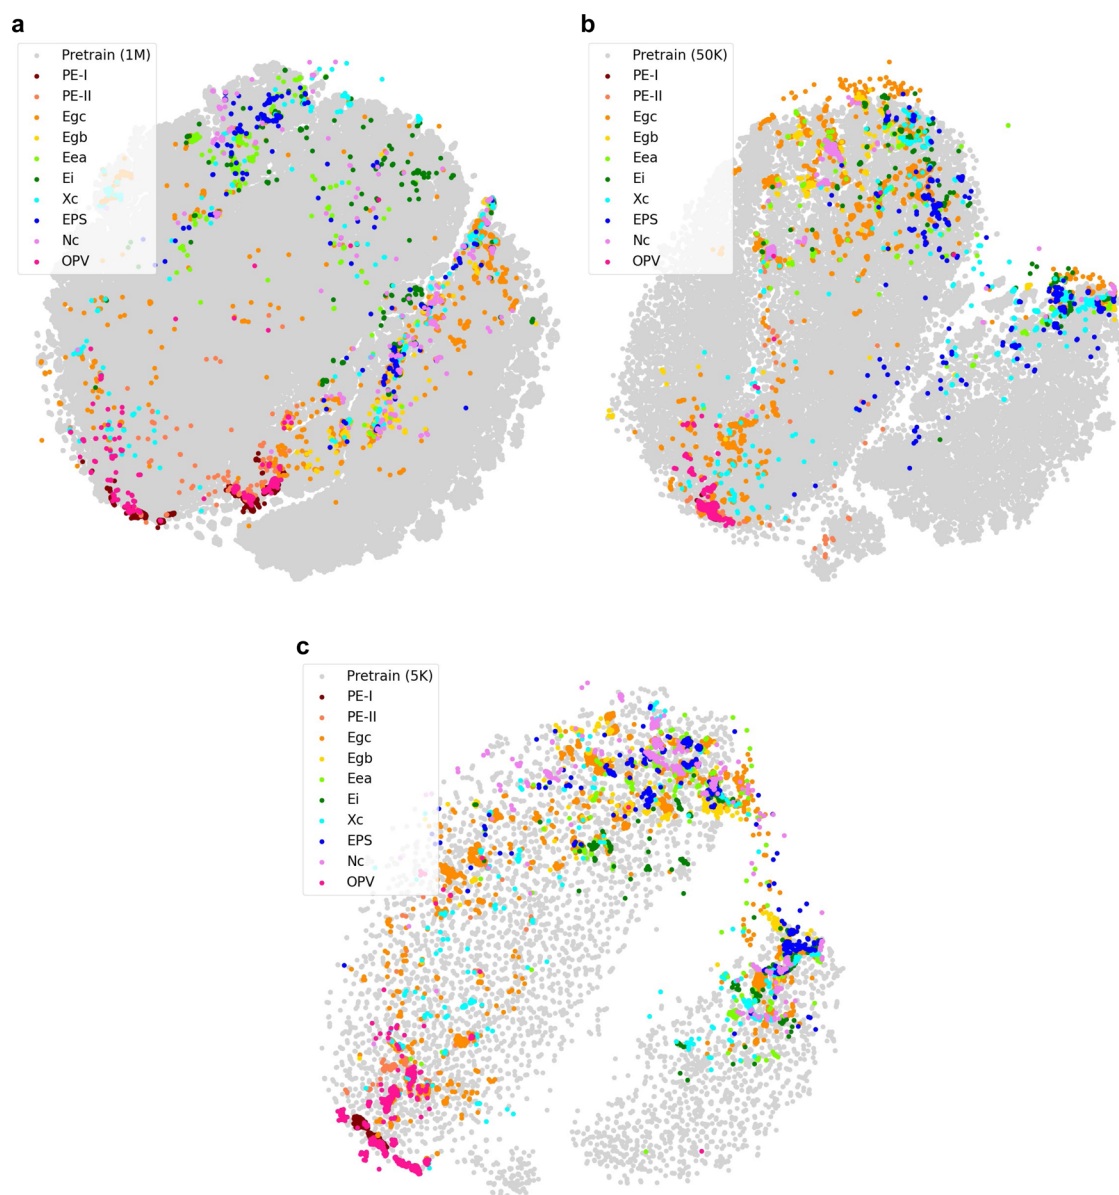 a
Pretrain (1M)
PE-I
PE-II
Egc
Egb
Eea
Ei
Xc
EPS
Nc
OPV
b
Pretrain (50K)
PE-I
PE-II
Egc
Egb
Eea
Ei
Xc
EPS
Nc
OPV
c
Pretrain (5K)
PE-I
PE-II
Egc
Egb
Eea
Ei
Xc
EPS
Nc
OPV